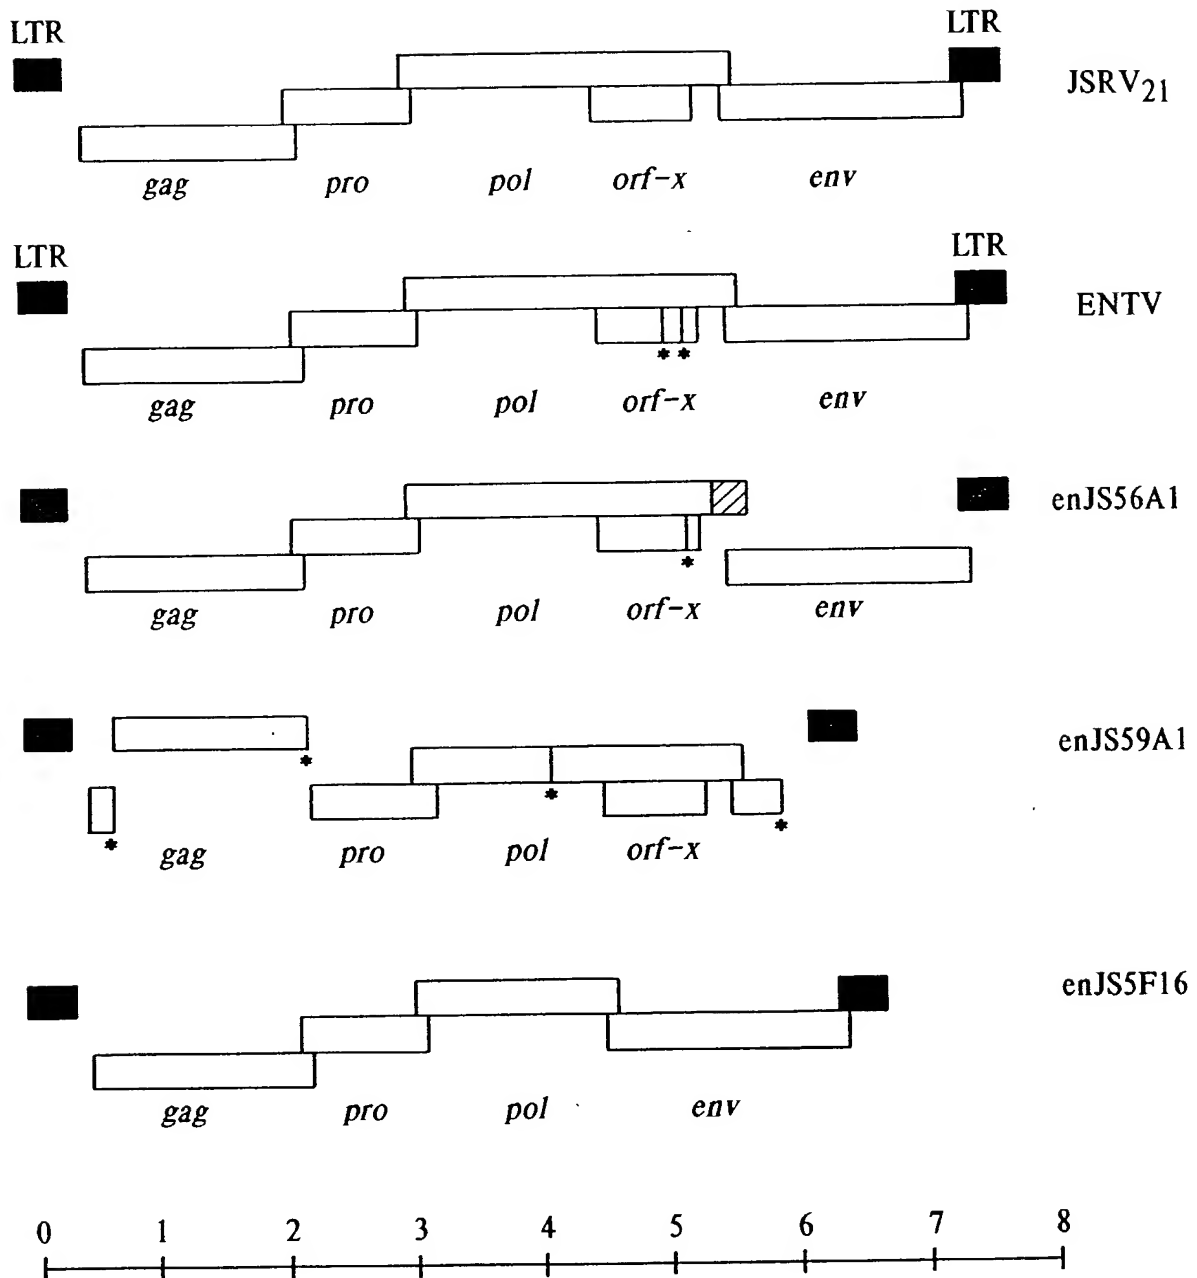 LTR LTR
JSRV21
gag pro pol orf-x env
LTR LTR
ENTV
* *
gag pro pol orf-x env
enJS56A1
*
gag pro pol orf-x env
enJS59A1
*
* *
*
gag pro pol orf-x
enJS5F16
gag pro pol env
0 1 2 3 4 5 6 7 8